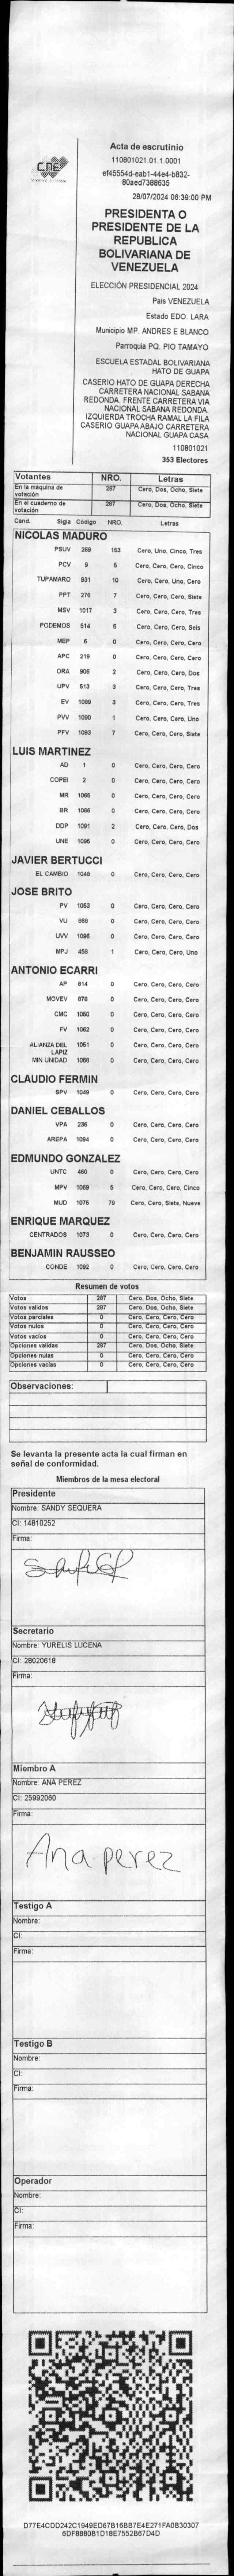 CNE
Acta de escrutinio
110801021.01.1.0001
ef45554d-eab1-44e4-b832-
80aed7388635
28/07/2024 06:39:00 PM
PRESIDENTA O
PRESIDENTE DE LA
REPUBLICA
BOLIVARIANA DE
VENEZUELA
ELECCIÓN PRESIDENCIAL 2024
Pais VENEZUELA
Estado EDO. LARA
Municipio MP. ANDRES E BLANCO
Parroquia PQ. PIO TAMAYO
ESCUELA ESTADAL BOLIVARIANA
HATO DE GUAPA
CASERIO HATO DE GUAPA DERECHA
CARRETERA NACIONAL SABANA
REDONDA. FRENTE CARRETERA VIA
NACIONAL SABANA REDONDA.
IZQUIERDA TROCHA RAMAL LA FILA
CASERIO GUAPA ABAJO CARRETERA
NACIONAL GUAPA CASA
110801021
353 Electores
Votantes NRO. Letras
En la máquina de votación 287 Cero, Dos, Ocho, Siete
En el cuaderno de votación 287 Cero, Dos, Ocho, Siete
Cand. Sigla Código NRO. Letras
NICOLAS MADURO
PSUV 269 153 Cero, Uno, Cinco, Tres
PCV 9 5 Cero, Cero, Cero, Cinco
TUPAMARO 931 10 Cero, Cero, Uno, Cero
PPT 276 7 Cero, Cero, Cero, Siete
MSV 1017 3 Cero, Cero, Cero, Tres
PODEMOS 514 6 Cero, Cero, Cero, Seis
MEP 6 0 Cero, Cero, Cero, Cero
APC 219 0 Cero, Cero, Cero, Cero
ORA 906 2 Cero, Cero, Cero, Dos
UPV 513 3 Cero, Cero, Cero, Tres
EV 1089 3 Cero, Cero, Cero, Tres
PVV 1090 1 Cero, Cero, Cero, Uno
PFV 1093 7 Cero, Cero, Cero, Siete
LUIS MARTINEZ
AD 1 0 Cero, Cero, Cero, Cero
COPEI 2 0 Cero, Cero, Cero, Cero
MR 1065 0 Cero, Cero, Cero, Cero
BR 1066 0 Cero, Cero, Cero, Cero
DDP 1091 2 Cero, Cero, Cero, Dos
UNE 1095 0 Cero, Cero, Cero, Cero
JAVIER BERTUCCI
EL CAMBIO 1048 0 Cero, Cero, Cero, Cero
JOSE BRITO
PV 1053 0 Cero, Cero, Cero, Cero
VU 868 0 Cero, Cero, Cero, Cero
UVV 1096 0 Cero, Cero, Cero, Cero
MPJ 458 1 Cero, Cero, Cero, Uno
ANTONIO ECARRI
AP 814 0 Cero, Cero, Cero, Cero
MOVEV 878 0 Cero, Cero, Cero, Cero
CMC 1050 0 Cero, Cero, Cero, Cero
FV 1062 0 Cero, Cero, Cero, Cero
ALIANZA DEL LAPIZ 1051 0 Cero, Cero, Cero, Cero
MIN UNIDAD 1058 0 Cero, Cero, Cero, Cero
CLAUDIO FERMIN
SPV 1049 0 Cero, Cero, Cero, Cero
DANIEL CEBALLOS
VPA 236 0 Cero, Cero, Cero, Cero
AREPA 1094 0 Cero, Cero, Cero, Cero
EDMUNDO GONZALEZ
UNTC 460 0 Cero, Cero, Cero, Cero
MPV 1069 5 Cero, Cero, Cero, Cinco
MUD 1075 79 Cero, Cero, Siete, Nueve
ENRIQUE MARQUEZ
CENTRADOS 1073 0 Cero, Cero, Cero, Cero
BENJAMIN RAUSSEO
CONDE 1092 0 Cero, Cero, Cero, Cero
Resumen de votos
Votos 287 Cero, Dos, Ocho, Siete
Votos validos 287 Cero, Dos, Ocho, Siete
Votos parciales 0 Cero, Cero, Cero, Cero
Votos nulos 0 Cero, Cero, Cero, Cero
Votos vacios 0 Cero, Cero, Cero, Cero
Opciones validas 287 Cero, Dos, Ocho, Siete
Opciones nulas 0 Cero, Cero, Cero, Cero
Opciones vacias 0 Cero, Cero, Cero, Cero
Observaciones:
Se levanta la presente acta la cual firman en
señal de conformidad.
Miembros de la mesa electoral
Presidente
Nombre: SANDY SEQUERA
CI: 14810252
Firma:
Secretario
Nombre: YURELIS LUCENA
CI: 28020618
Firma:
Miembro A
Nombre: ANA PEREZ
CI: 25992060
Firma:
Ana perez
Testigo A
Nombre:
CI:
Firma:
Testigo B
Nombre:
CI:
Firma:
Operador
Nombre:
CI:
Firma:
D77E4CDD242C1949ED67B16BB7E4E271FA0B30307
6DF8880B1D18E7552B67D4D